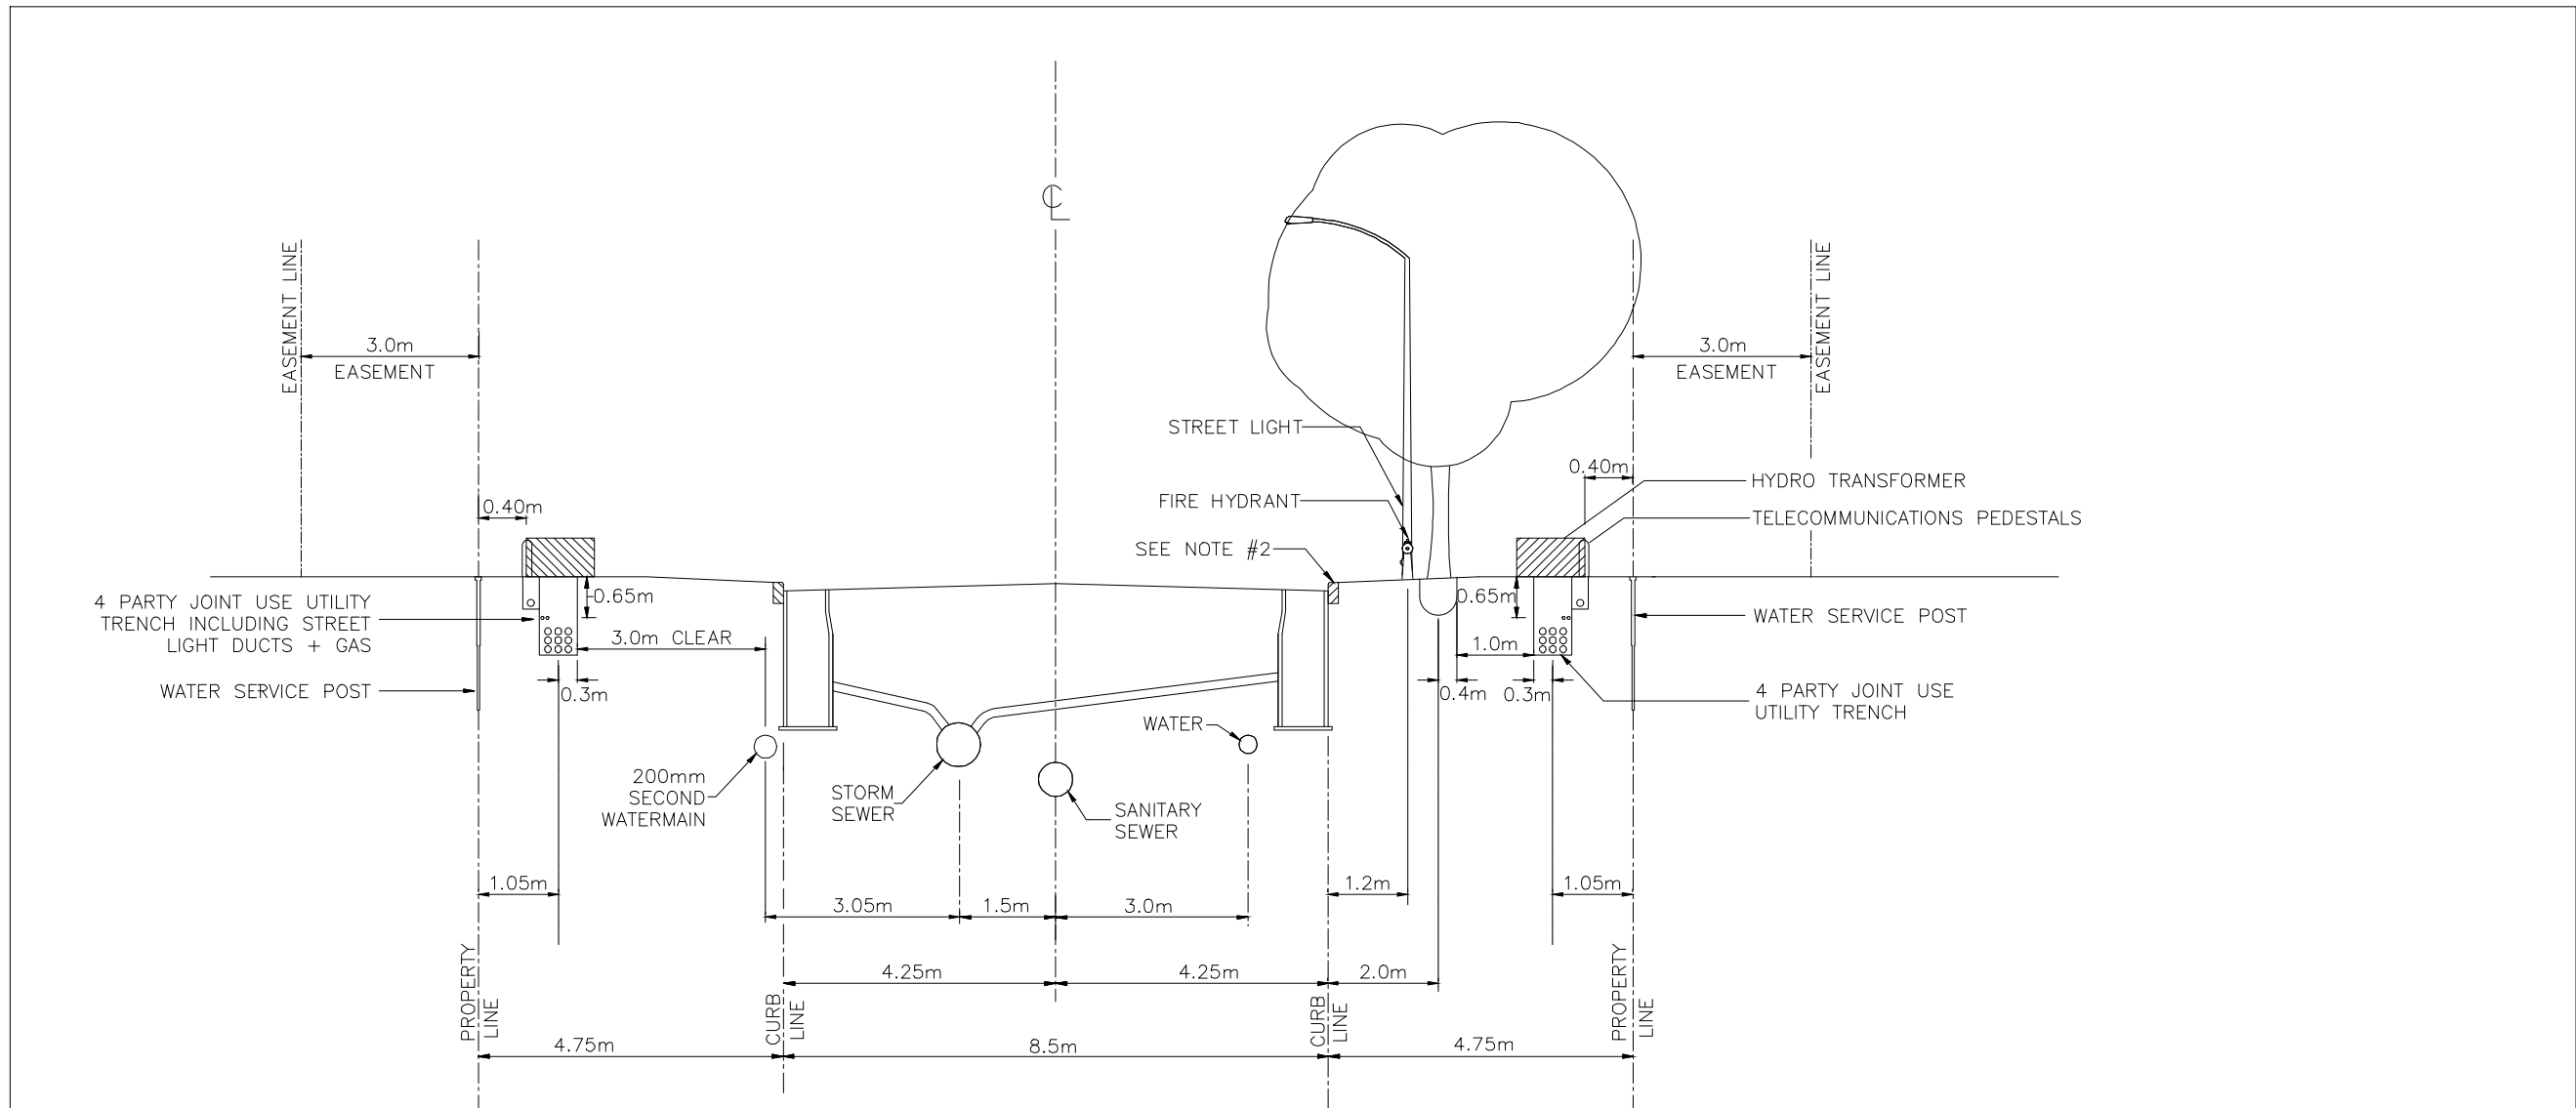 ℄
EASEMENT LINE
3.0m
EASEMENT
3.0m
EASEMENT
EASEMENT LINE
STREET LIGHT
FIRE HYDRANT
SEE NOTE #2
0.40m
HYDRO TRANSFORMER
TELECOMMUNICATIONS PEDESTALS
0.40m
4 PARTY JOINT USE UTILITY
TRENCH INCLUDING STREET
LIGHT DUCTS + GAS
0.65m
3.0m CLEAR
0.65m
WATER SERVICE POST
1.0m
WATER SERVICE POST
0.3m
0.4m
0.3m
4 PARTY JOINT USE
UTILITY TRENCH
WATER
200mm
SECOND
WATERMAIN
STORM
SEWER
SANITARY
SEWER
1.05m
3.05m
1.5m
3.0m
1.2m
1.05m
4.25m
4.25m
2.0m
PROPERTY
LINE
CURB
LINE
CURB
LINE
PROPERTY
LINE
4.75m
8.5m
4.75m